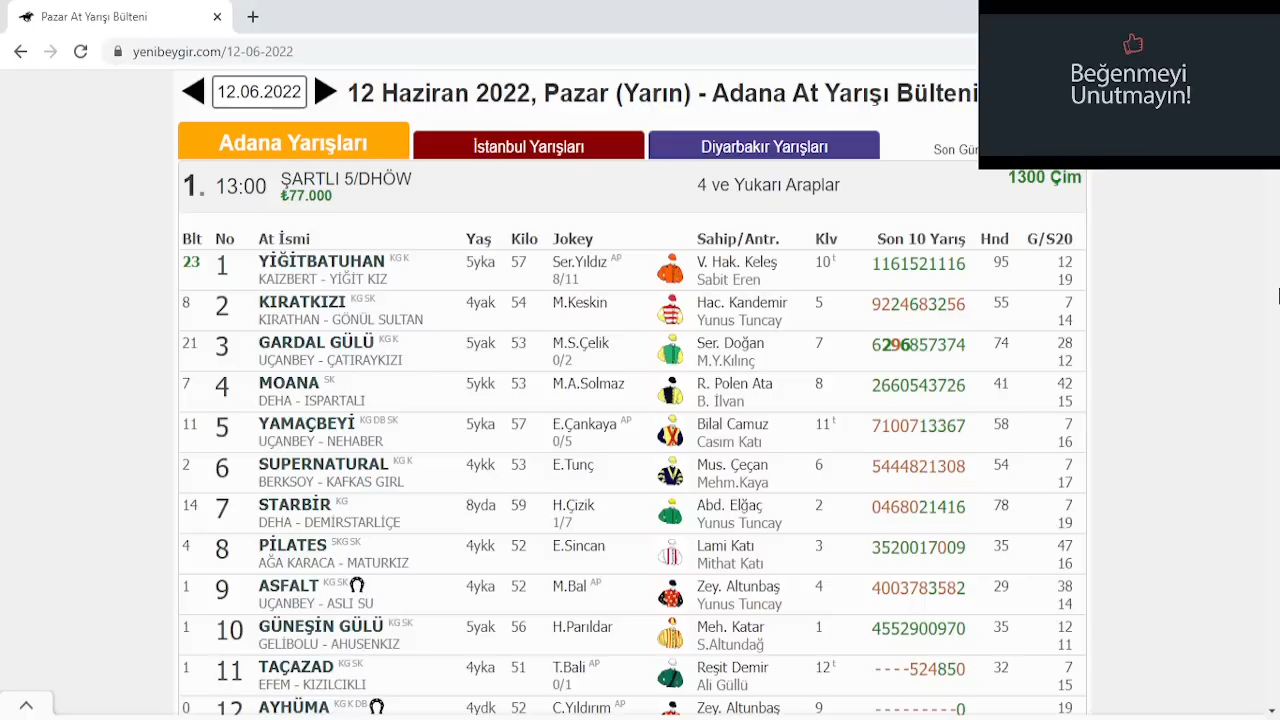 Pazar At Yarışı Bülteni
yenibeygir.com/12-06-2022
Beğenmeyi
Unutmayın!
12.06.2022 12 Haziran 2022, Pazar (Yarın) - Adana At Yarışı Bülteni
Adana Yarışları İstanbul Yarışları Diyarbakır Yarışları Son Gün
1. 13:00 ŞARTLI 5/DHÖW 4 ve Yukarı Araplar 1300 Çim
₺77.000
Blt No At İsmi Yaş Kilo Jokey Sahip/Antr. Klv Son 10 Yarış Hnd G/S20
23 1 YİĞİTBATUHAN KG K 5yka 57 Ser.Yıldız AP V. Hak. Keleş 10 t 1161521116 95 12
KAIZBERT - YİĞİT KIZ 8/11 Sabit Eren 19
8 2 KIRATKIZI KG SK 4yak 54 M.Keskin Hac. Kandemir 5 9224683256 55 7
KIRATHAN - GÖNÜL SULTAN Yunus Tuncay 14
21 3 GARDAL GÜLÜ KG K 5yak 53 M.S.Çelik Ser. Doğan 7 6296857374 74 28
UÇANBEY - ÇATIRAYKIZI 0/2 M.Y.Kılınç 12
7 4 MOANA SK 5ykk 53 M.A.Solmaz R. Polen Ata 8 2660543726 41 42
DEHA - ISPARTALI B. İlvan 15
11 5 YAMAÇBEYİ KG DB SK 5yka 57 E.Çankaya AP Bilal Camuz 11 t 7100713367 58 7
UÇANBEY - NEHABER 0/5 Casım Katı 16
2 6 SUPERNATURAL KG K 4ykk 53 E.Tunç Mus. Çeçan 6 5444821308 54 7
BERKSOY - KAFKAS GIRL Mehm.Kaya 17
14 7 STARBİR KG 8yda 59 H.Çizik Abd. Elğaç 2 0468021416 78 7
DEHA - DEMİRSTARLİÇE 1/7 Yunus Tuncay 19
4 8 PİLATES SKG SK 4ykk 52 E.Sincan Lami Katı 3 3520017009 35 47
AĞA KARACA - MATURKIZ Mithat Katı 16
1 9 ASFALT KG SK 4yka 52 M.Bal AP Zey. Altunbaş 4 4003783582 29 38
UÇANBEY - ASLI SU Yunus Tuncay 14
1 10 GÜNEŞİN GÜLÜ KG SK 5yak 56 H.Parıldar Meh. Katar 1 4552900970 35 12
GELİBOLU - AHUSENKIZ S.Altundağ 11
1 11 TAÇAZAD KG SK 4yka 51 T.Bali AP Reşit Demir 12 t ----524850 32 7
EFEM - KIZILCIKLI 0/1 Ali Güllü 15
0 12 AYHÜMA KG K DB 4ydk 52 C.Yıldırım AP Zey. Altunbaş 9 ---------0 19